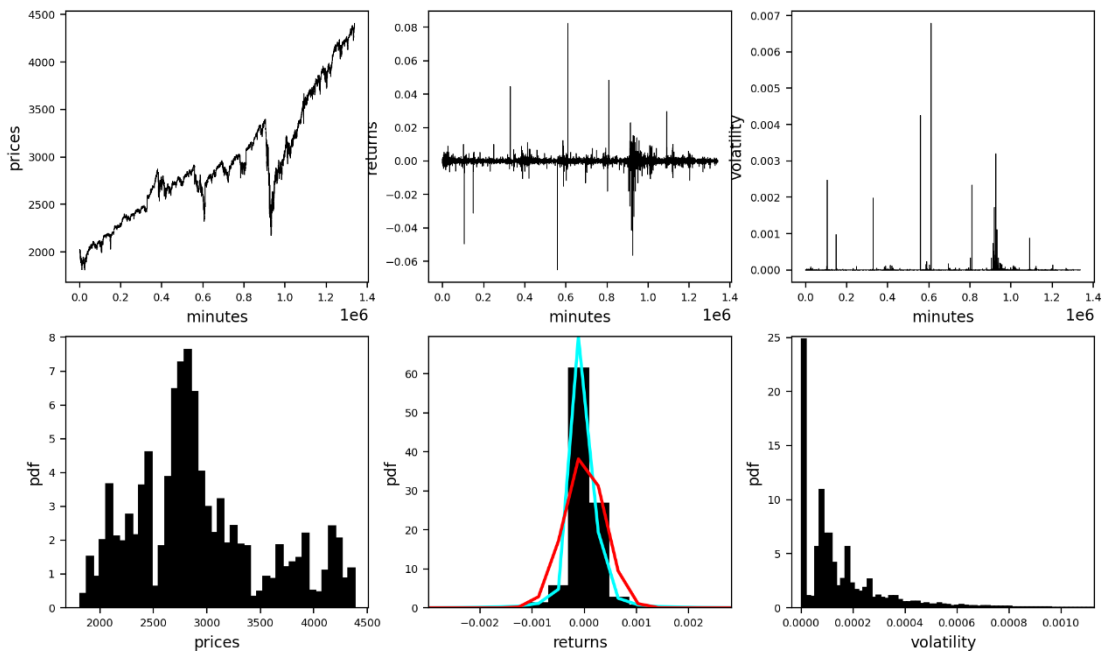 4500
4000
3500
3000
2500
2000
prices
0.0 0.2 0.4 0.6 0.8 1.0 1.2 1.4
minutes 1e6
0.08
0.06
0.04
0.02
0.00
−0.02
−0.04
−0.06
returns
0.0 0.2 0.4 0.6 0.8 1.0 1.2 1.4
minutes 1e6
0.007
0.006
0.005
0.004
0.003
0.002
0.001
0.000
volatility
0.0 0.2 0.4 0.6 0.8 1.0 1.2 1.4
minutes 1e6
8
7
6
5
4
3
2
1
0
pdf
2000 2500 3000 3500 4000 4500
prices
60
50
40
30
20
10
0
pdf
−0.002 −0.001 0.000 0.001 0.002
returns
25
20
15
10
5
0
pdf
0.0000 0.0002 0.0004 0.0006 0.0008 0.0010
volatility